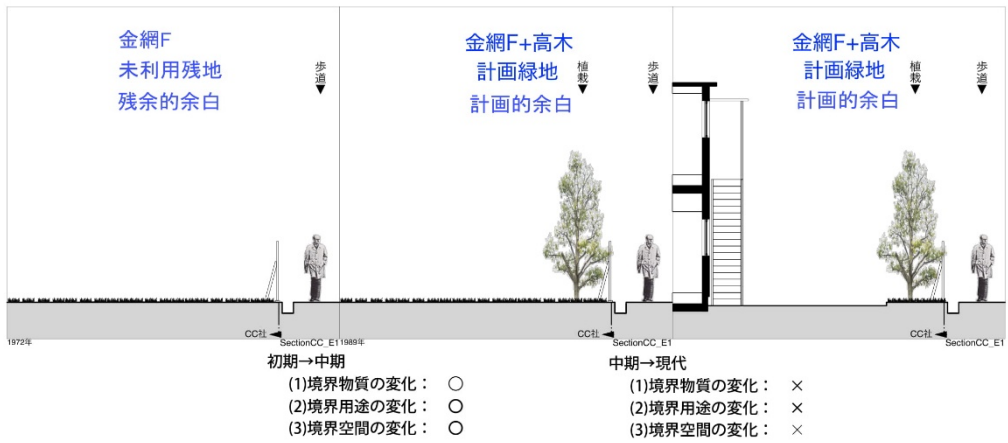 金網F
未利用残地
残余的余白
歩道
▼
CC社◀
1972年
SectionCC_E1
金網F+高木
計画緑地
計画的余白
植栽
▼
歩道
▼
CC社◀
1989年
SectionCC_E1
金網F+高木
計画緑地
計画的余白
植栽
▼
歩道
▼
CC社◀
SectionCC_E1
初期→中期
(1)境界物質の変化： ○
(2)境界用途の変化： ○
(3)境界空間の変化： ○
中期→現代
(1)境界物質の変化： ×
(2)境界用途の変化： ×
(3)境界空間の変化： ×